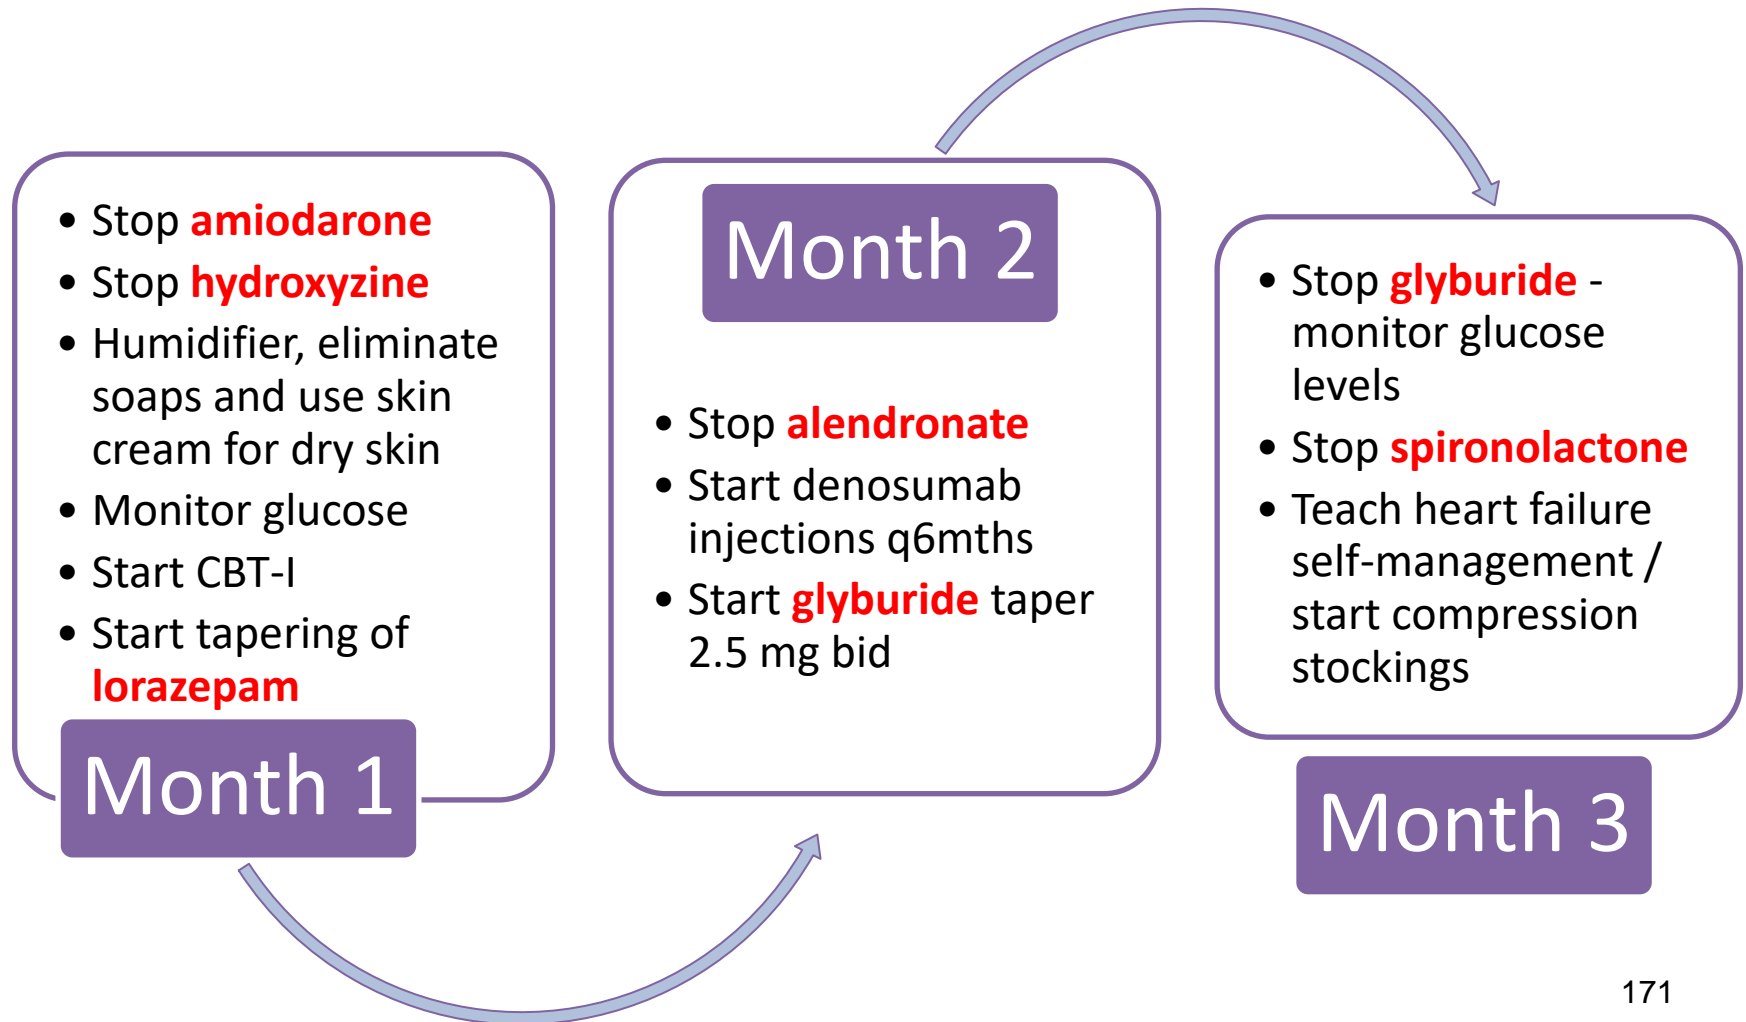 • Stop amiodarone
• Stop hydroxyzine
• Humidifier, eliminate
soaps and use skin
cream for dry skin
• Monitor glucose
• Start CBT-I
• Start tapering of
lorazepam
Month 1
Month 2
• Stop alendronate
• Start denosumab
injections q6mths
• Start glyburide taper
2.5 mg bid
• Stop glyburide -
monitor glucose
levels
• Stop spironolactone
• Teach heart failure
self-management /
start compression
stockings
Month 3
171